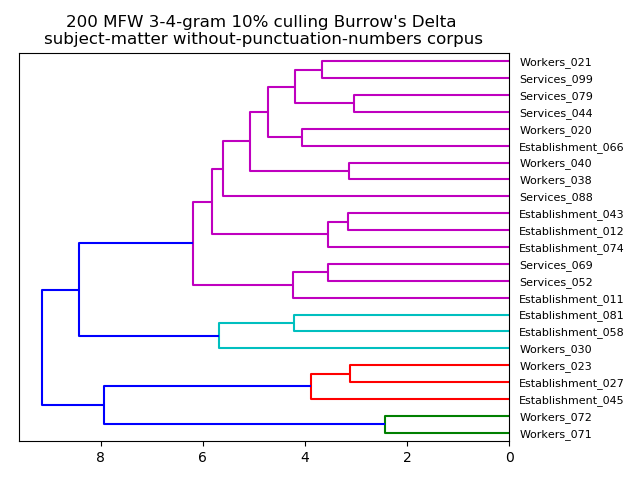 200 MFW 3-4-gram 10% culling Burrow's Delta
subject-matter without-punctuation-numbers corpus
Workers_021
Services_099
Services_079
Services_044
Workers_020
Establishment_066
Workers_040
Workers_038
Services_088
Establishment_043
Establishment_012
Establishment_074
Services_069
Services_052
Establishment_011
Establishment_081
Establishment_058
Workers_030
Workers_023
Establishment_027
Establishment_045
Workers_072
Workers_071
8 6 4 2 0